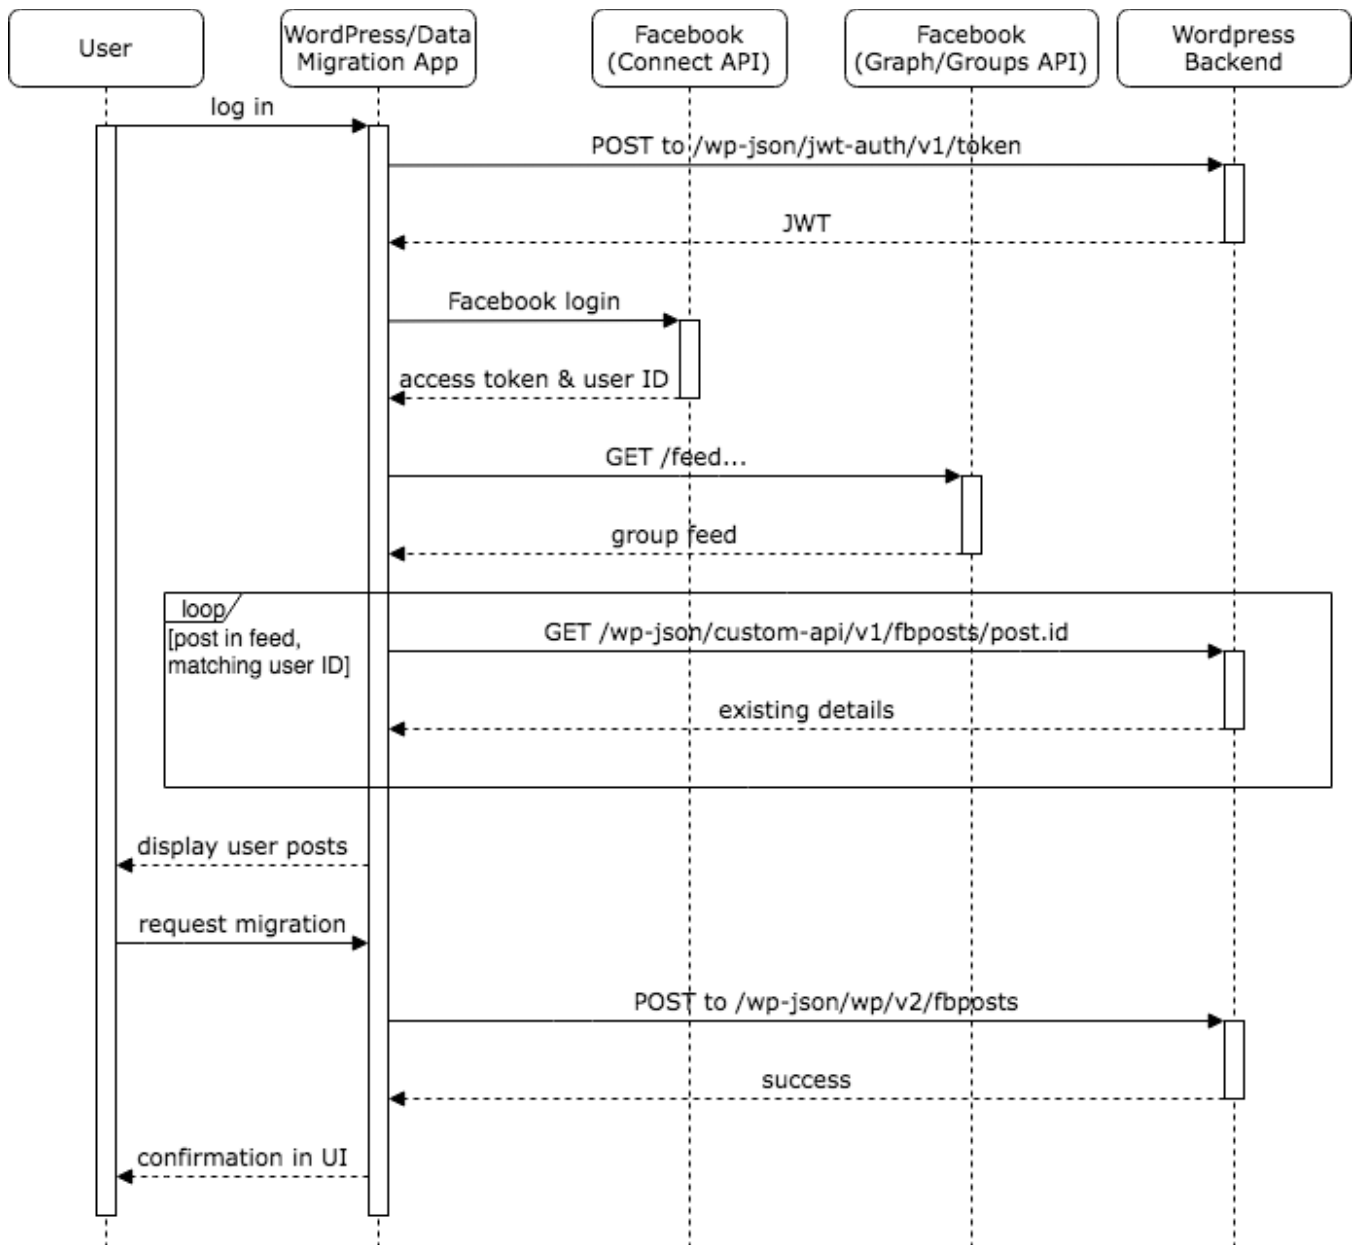 User
WordPress/Data
Migration App
Facebook
(Connect API)
Facebook
(Graph/Groups API)
Wordpress
Backend
log in
POST to /wp-json/jwt-auth/v1/token
JWT
Facebook login
access token & user ID
GET /feed...
group feed
loop
[post in feed,
matching user ID]
GET /wp-json/custom-api/v1/fbposts/post.id
existing details
display user posts
request migration
POST to /wp-json/wp/v2/fbposts
success
confirmation in UI